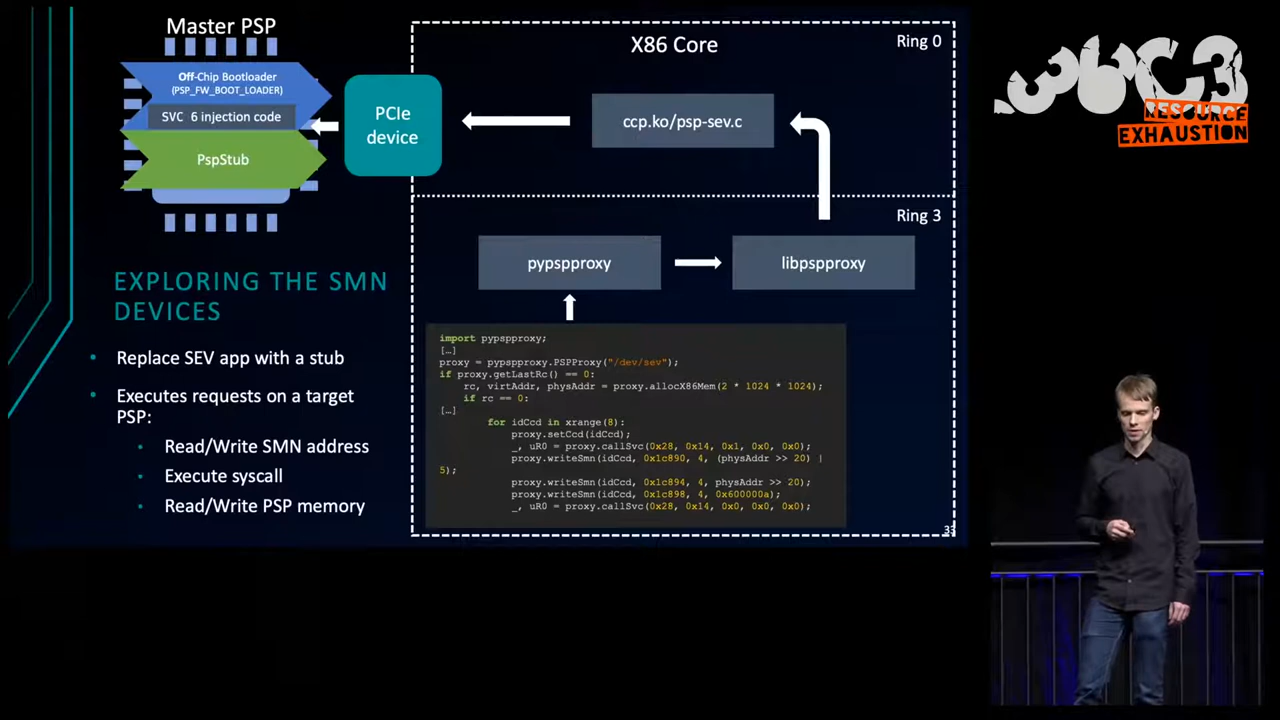 Master PSP
Off-Chip Bootloader
(PSP_FW_BOOT_LOADER)
SVC 6 injection code
PspStub
PCIe
device
X86 Core
Ring 0
ccp.ko/psp-sev.c
Ring 3
pypspproxy
libpspproxy
EXPLORING THE SMN
DEVICES
• Replace SEV app with a stub
• Executes requests on a target
PSP:
• Read/Write SMN address
• Execute syscall
• Read/Write PSP memory
import pypspproxy;
[…]
proxy = pypspproxy.PSPProxy("/dev/sev");
if proxy.getLastRc() == 0:
rc, virtAddr, physAddr = proxy.allocX86Mem(2 * 1024 * 1024);
if rc == 0:
[…]
for idCcd in xrange(8):
proxy.setCcd(idCcd);
_, uR0 = proxy.callSvc(0x28, 0x14, 0x1, 0x0, 0x0);
proxy.writeSmn(idCcd, 0x1c890, 4, (physAddr >> 20) |
5);
proxy.writeSmn(idCcd, 0x1c894, 4, physAddr >> 20);
proxy.writeSmn(idCcd, 0x1c898, 4, 0x600000a);
_, uR0 = proxy.callSvc(0x28, 0x14, 0x0, 0x0, 0x0);
33
36C3
RESOURCE
EXHAUSTION